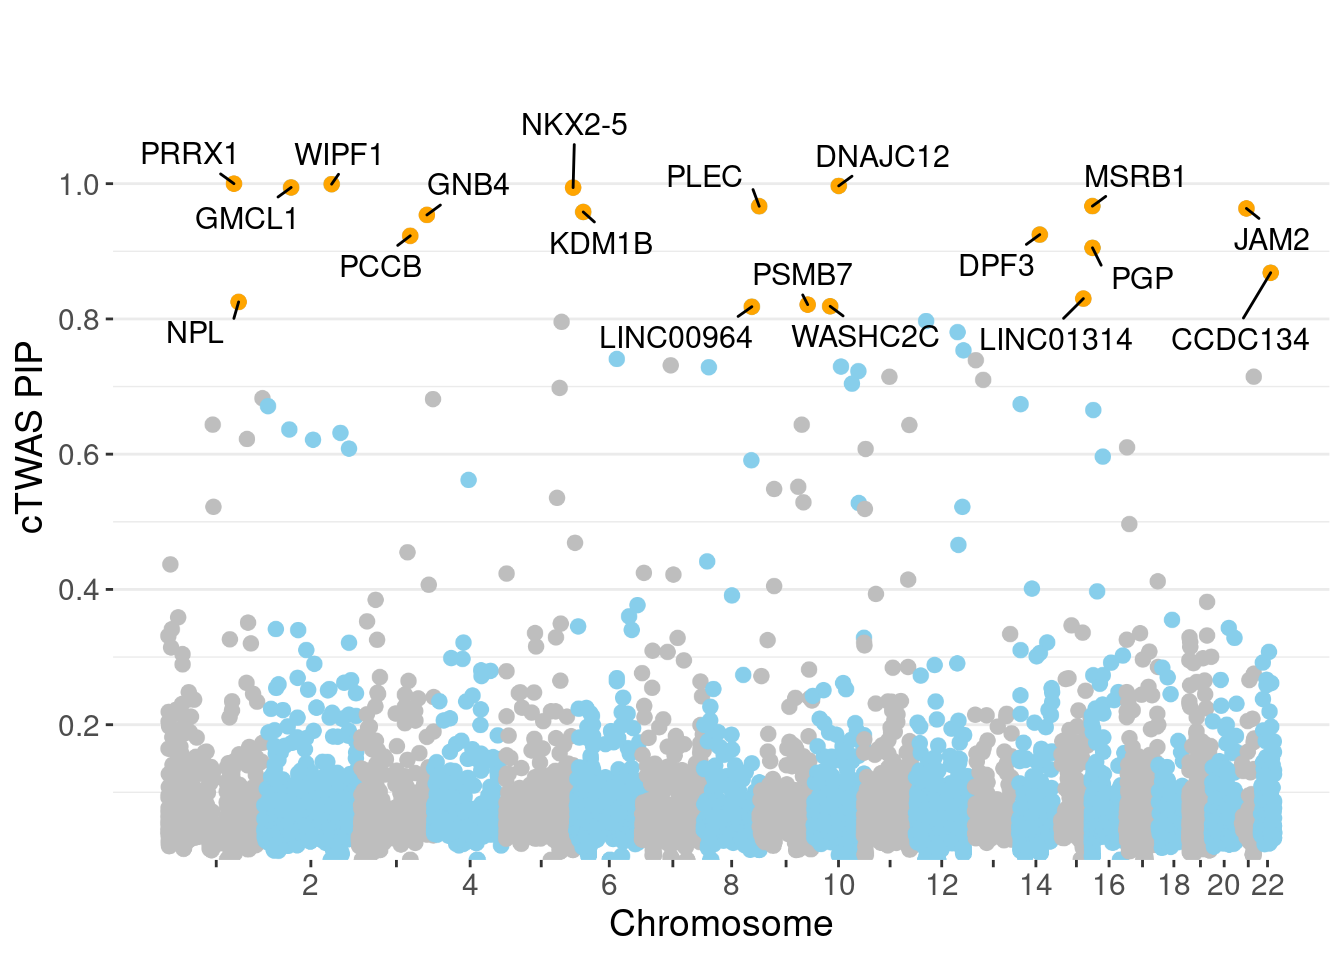 NKX2-5
PRRX1
WIPF1
DNAJC12
PLEC
MSRB1
GNB4
1.0
GMCL1
KDM1B
JAM2
PCCB
DPF3
PSMB7
PGP
NPL
0.8
LINC00964
WASHC2C
LINC01314
CCDC134
cTWAS PIP
0.6
0.4
0.2
2 4 6 8 10 12 14 16 18 20 22
Chromosome